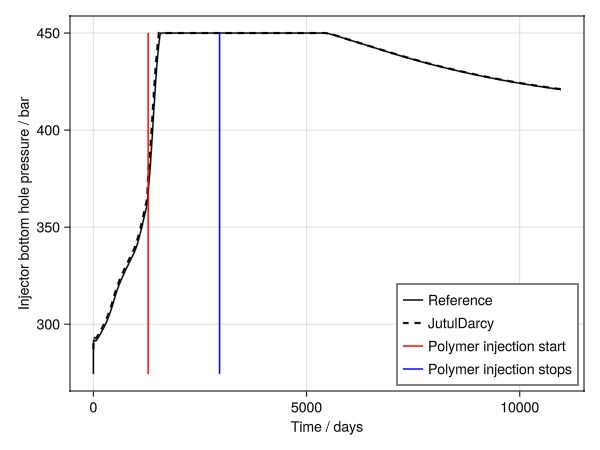 450
400
350
300
Injector bottom hole pressure / bar
Reference
JutulDarcy
Polymer injection start
Polymer injection stops
0
5000
10000
Time / days